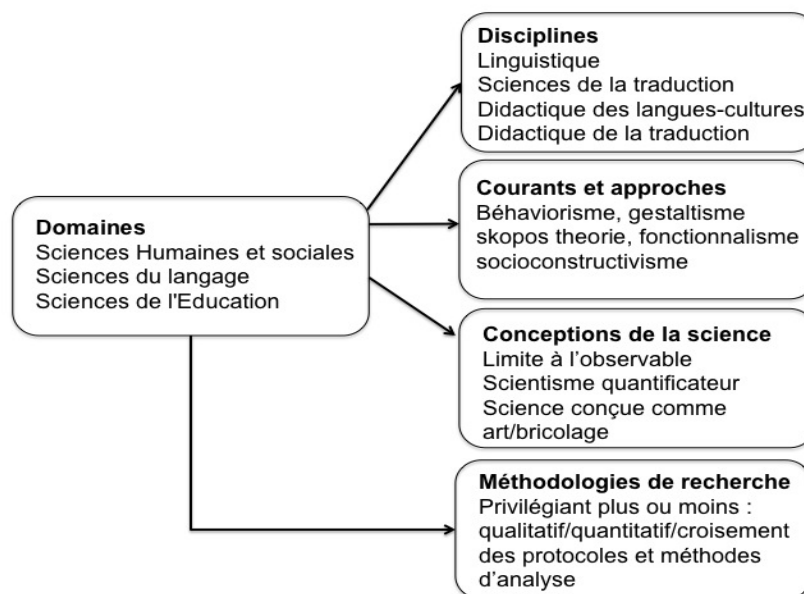 Disciplines
Linguistique
Sciences de la traduction
Didactique des langues-cultures
Didactique de la traduction
Courants et approches
Béhaviorisme, gestaltisme
skopos theorie, fonctionnalisme
socioconstructivisme
Domaines
Sciences Humaines et sociales
Sciences du langage
Sciences de l'Education
Conceptions de la science
Limite à l’observable
Scientisme quantificateur
Science conçue comme
art/bricolage
Méthodologies de recherche
Privilégiant plus ou moins :
qualitatif/quantitatif/croisement
des protocoles et méthodes
d’analyse